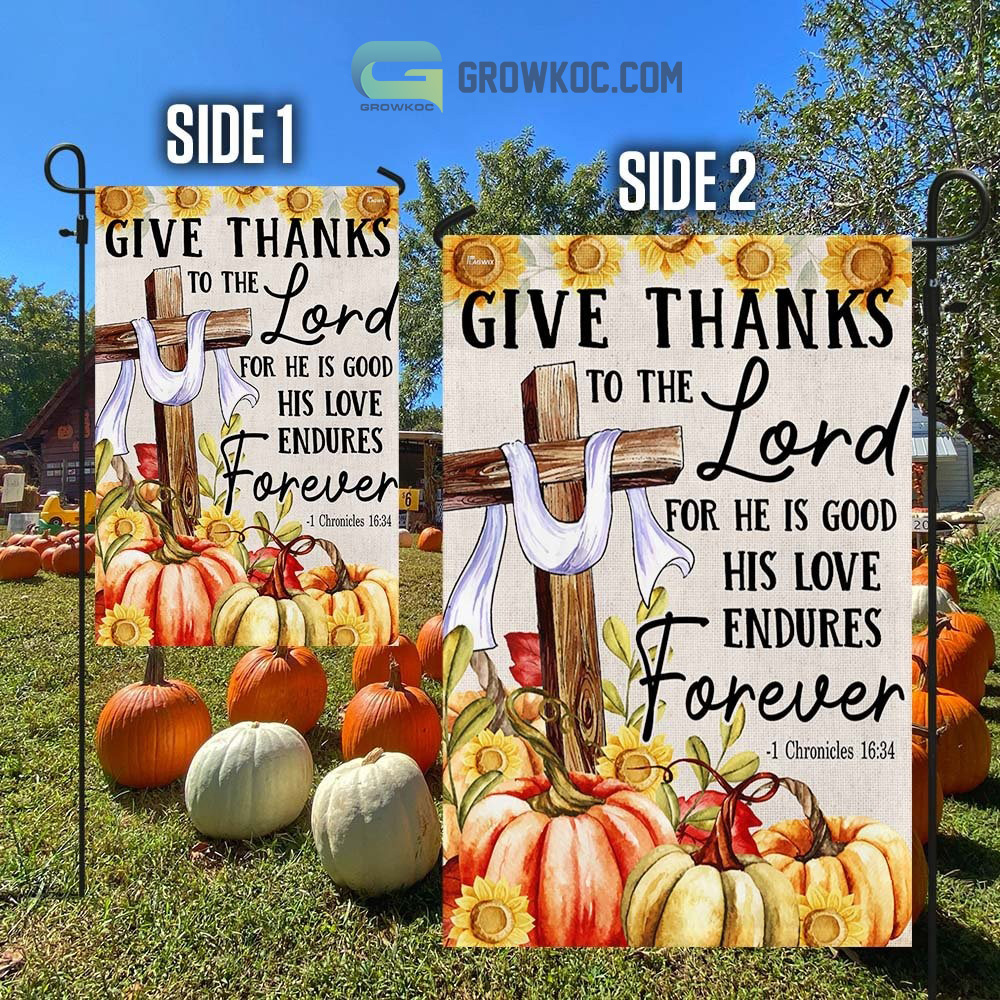 GROWKOC.COM
GROWKOC
SIDE 1
SIDE 2
GIVE THANKS
TO THE
Lord
FOR HE IS GOOD
HIS LOVE
ENDURES
Forever
-1 Chronicles 16:34
FLAGWIX
GIVE THANKS
TO THE
Lord
FOR HE IS GOOD
HIS LOVE
ENDURES
Forever
-1 Chronicles 16:34
$6